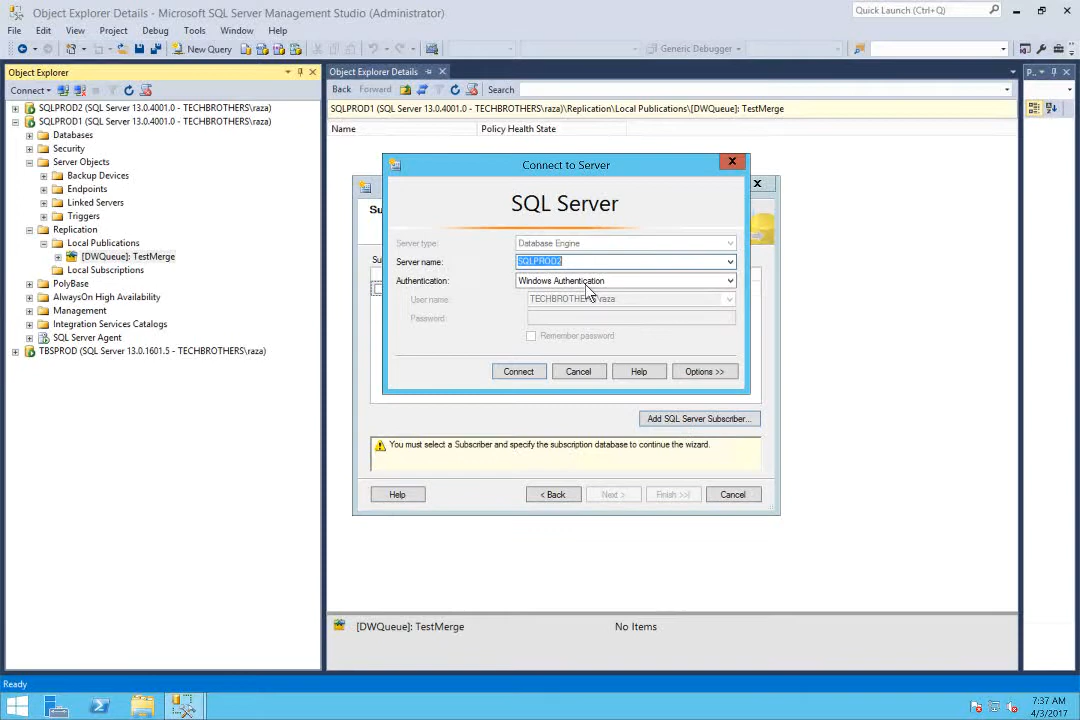 Object Explorer Details - Microsoft SQL Server Management Studio (Administrator)
Quick Launch (Ctrl+Q)
File Edit View Project Debug Tools Window Help
New Query
Generic Debugger
Object Explorer
Object Explorer Details
Connect
Back Forward Search
SQLPROD2 (SQL Server 13.0.4001.0 - TECHBROTHERS\raza)
SQLPROD1 (SQL Server 13.0.4001.0 - TECHBROTHERS\raza)
Databases
Security
Server Objects
Backup Devices
Endpoints
Linked Servers
Triggers
Replication
Local Publications
[DWQueue]: TestMerge
Local Subscriptions
PolyBase
AlwaysOn High Availability
Management
Integration Services Catalogs
SQL Server Agent
TBSPROD (SQL Server 13.0.1601.5 - TECHBROTHERS\raza)
SQLPROD1 (SQL Server 13.0.4001.0 - TECHBROTHERS\raza)\Replication\Local Publications\[DWQueue]: TestMerge
Name Policy Health State
Connect to Server
SQL Server
Server type: Database Engine
Server name: SQLPROD2
Authentication: Windows Authentication
User name:
Password:
Remember password
Connect Cancel Help Options >>
Add SQL Server Subscriber...
You must select a Subscriber and specify the subscription database to continue the wizard.
Help < Back Next > Finish >>| Cancel
[DWQueue]: TestMerge No Items
Ready
7:37 AM
4/3/2017